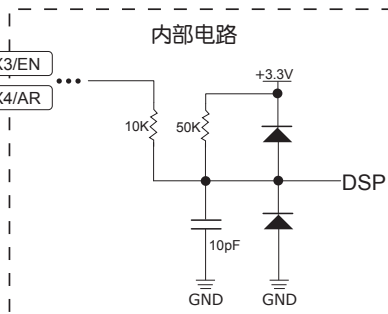 内部电路
X3/EN
+3.3V
X4/AR
10K
50K
DSP
10pF
GND
GND